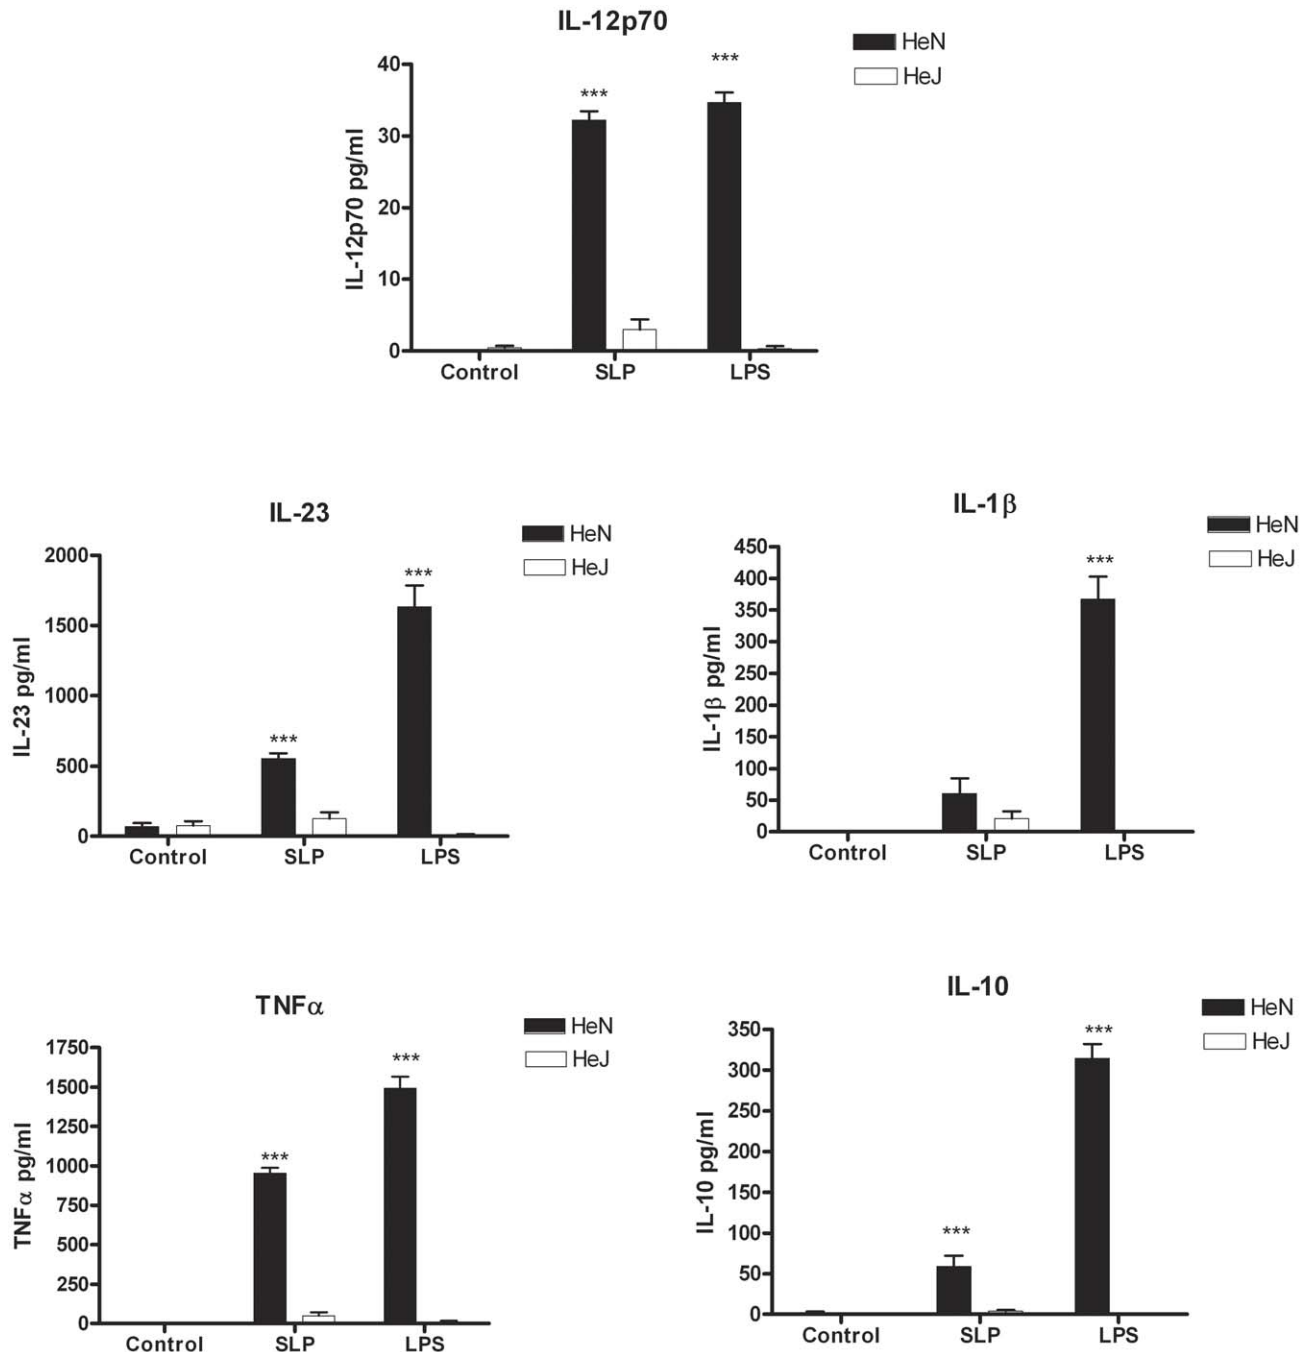 IL-12p70
HeN
HeJ
IL-12p70 pg/ml
40
30
20
10
0
***
***
Control SLP LPS
IL-23
HeN
HeJ
IL-23 pg/ml
2000
1500
1000
500
0
***
***
Control SLP LPS
IL-1β
HeN
HeJ
IL-1β pg/ml
450
400
350
300
250
200
150
100
50
0
***
Control SLP LPS
TNFα
HeN
HeJ
TNFα pg/ml
1750
1500
1250
1000
750
500
250
0
***
***
Control SLP LPS
IL-10
HeN
HeJ
IL-10 pg/ml
350
300
250
200
150
100
50
0
***
***
Control SLP LPS